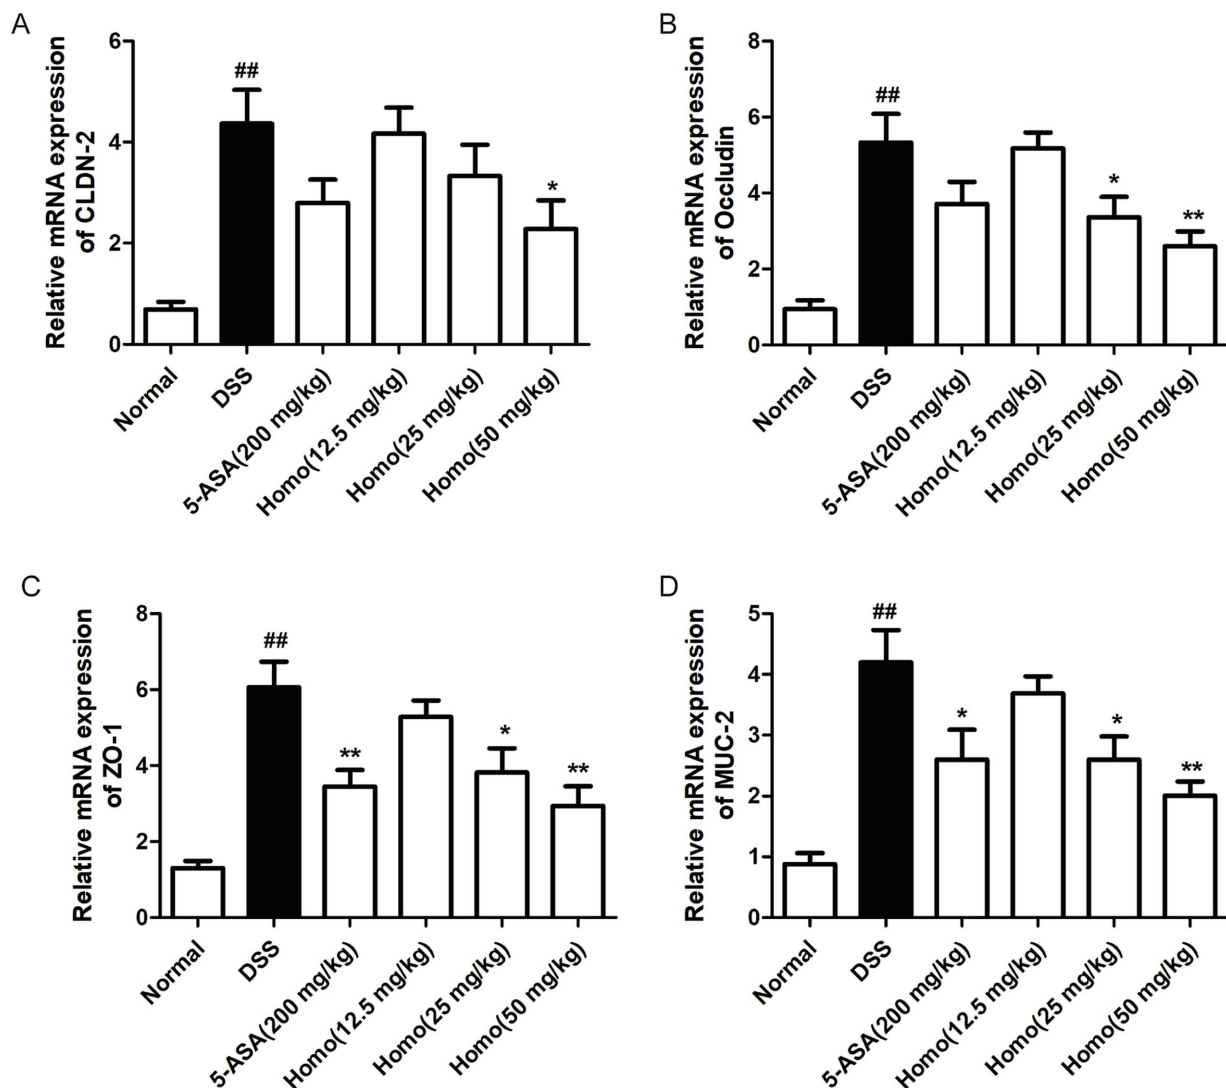 A
Relative mRNA expression
of CLDN-2
6
4
2
0
##
*
Normal
DSS
5-ASA(200 mg/kg)
Homo(12.5 mg/kg)
Homo(25 mg/kg)
Homo(50 mg/kg)
B
Relative mRNA expression
of Occludin
8
6
4
2
0
##
*
**
Normal
DSS
5-ASA(200 mg/kg)
Homo(12.5 mg/kg)
Homo(25 mg/kg)
Homo(50 mg/kg)
C
Relative mRNA expression
of ZO-1
8
6
4
2
0
##
**
*
**
Normal
DSS
5-ASA(200 mg/kg)
Homo(12.5 mg/kg)
Homo(25 mg/kg)
Homo(50 mg/kg)
D
Relative mRNA expression
of MUC-2
5
4
3
2
1
0
##
*
*
**
Normal
DSS
5-ASA(200 mg/kg)
Homo(12.5 mg/kg)
Homo(25 mg/kg)
Homo(50 mg/kg)